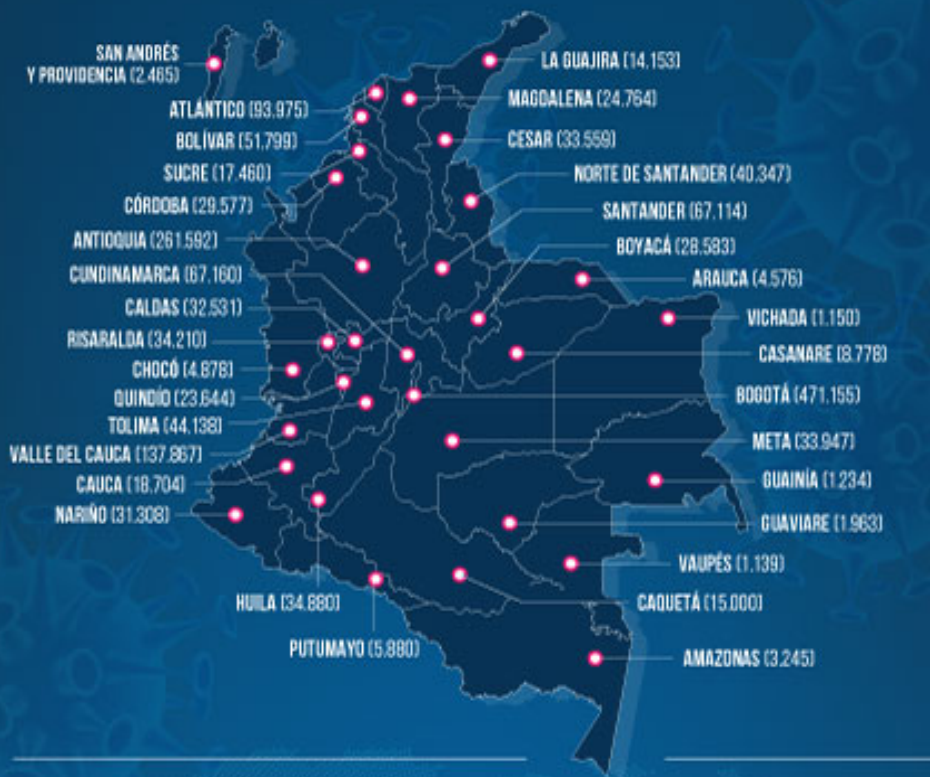 SAN ANDRÉS
Y PROVIDENCIA (2.465)
ATLÁNTICO (93.975)
BOLÍVAR (51.799)
SUCRE (17.460)
CÓRDOBA (29.577)
ANTIOQUIA (261.592)
CUNDINAMARCA (67.160)
CALDAS (32.531)
RISARALDA (34.210)
CHOCÓ (4.878)
QUINDÍO (23.644)
TOLIMA (44.138)
VALLE DEL CAUCA (137.867)
CAUCA (18.704)
NARIÑO (31.308)
HUILA (34.880)
PUTUMAYO (5.880)
LA GUAJIRA (14.153)
MAGDALENA (24.764)
CESAR (33.559)
NORTE DE SANTANDER (40.347)
SANTANDER (67.114)
BOYACÁ (28.583)
ARAUCA (4.576)
VICHADA (1.150)
CASANARE (8.778)
BOGOTÁ (471.155)
META (33.947)
GUAINÍA (1.234)
GUAVIARE (1.963)
VAUPÉS (1.139)
CAQUETÁ (15.000)
AMAZONAS (3.245)